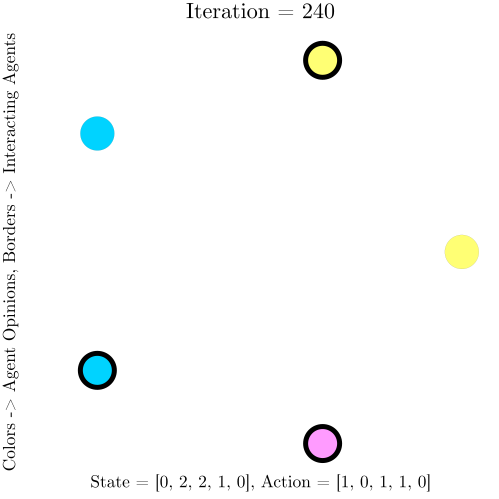 Iteration = 240
Colors -> Agent Opinions, Borders -> Interacting Agents
State = [0, 2, 2, 1, 0], Action = [1, 0, 1, 1, 0]